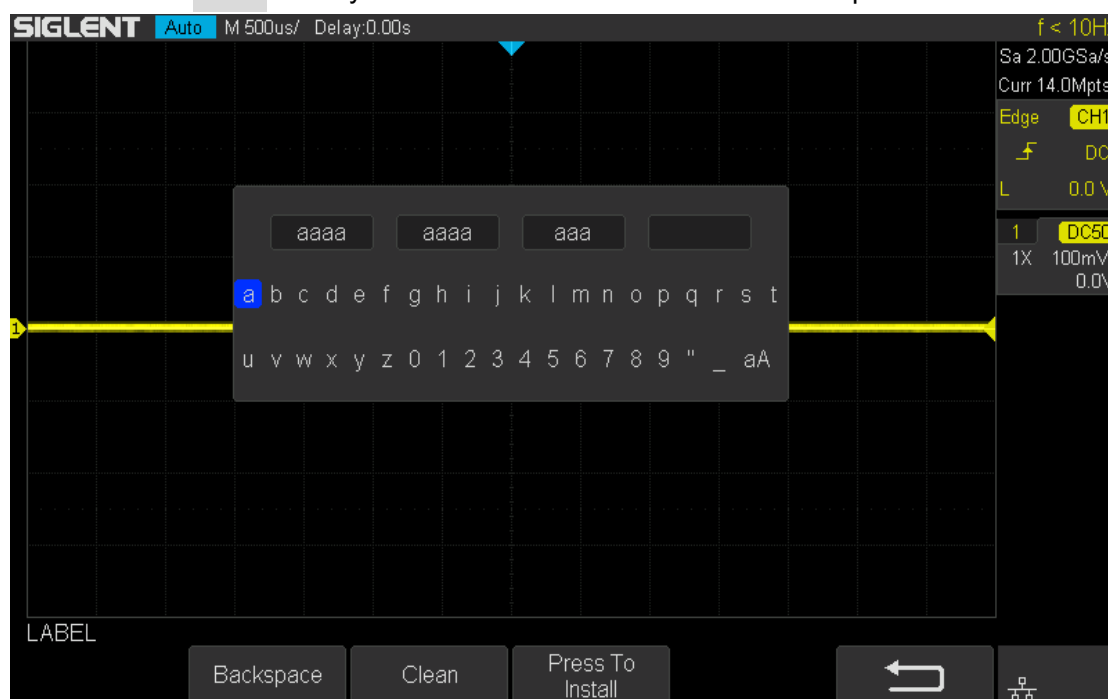 SIGLENT Auto M 500us/ Delay:0.00s f < 10H
Sa 2.00GSa/s
Curr 14.0Mpts
Edge CH1
DC
L 0.0 V
aaaa aaaa aaa
1 DC50
1X 100mV
0.0V
a b c d e f g h i j k l m n o p q r s t
1
u v w x y z 0 1 2 3 4 5 6 7 8 9 " _ aA
LABEL
Backspace Clean Press To
Install